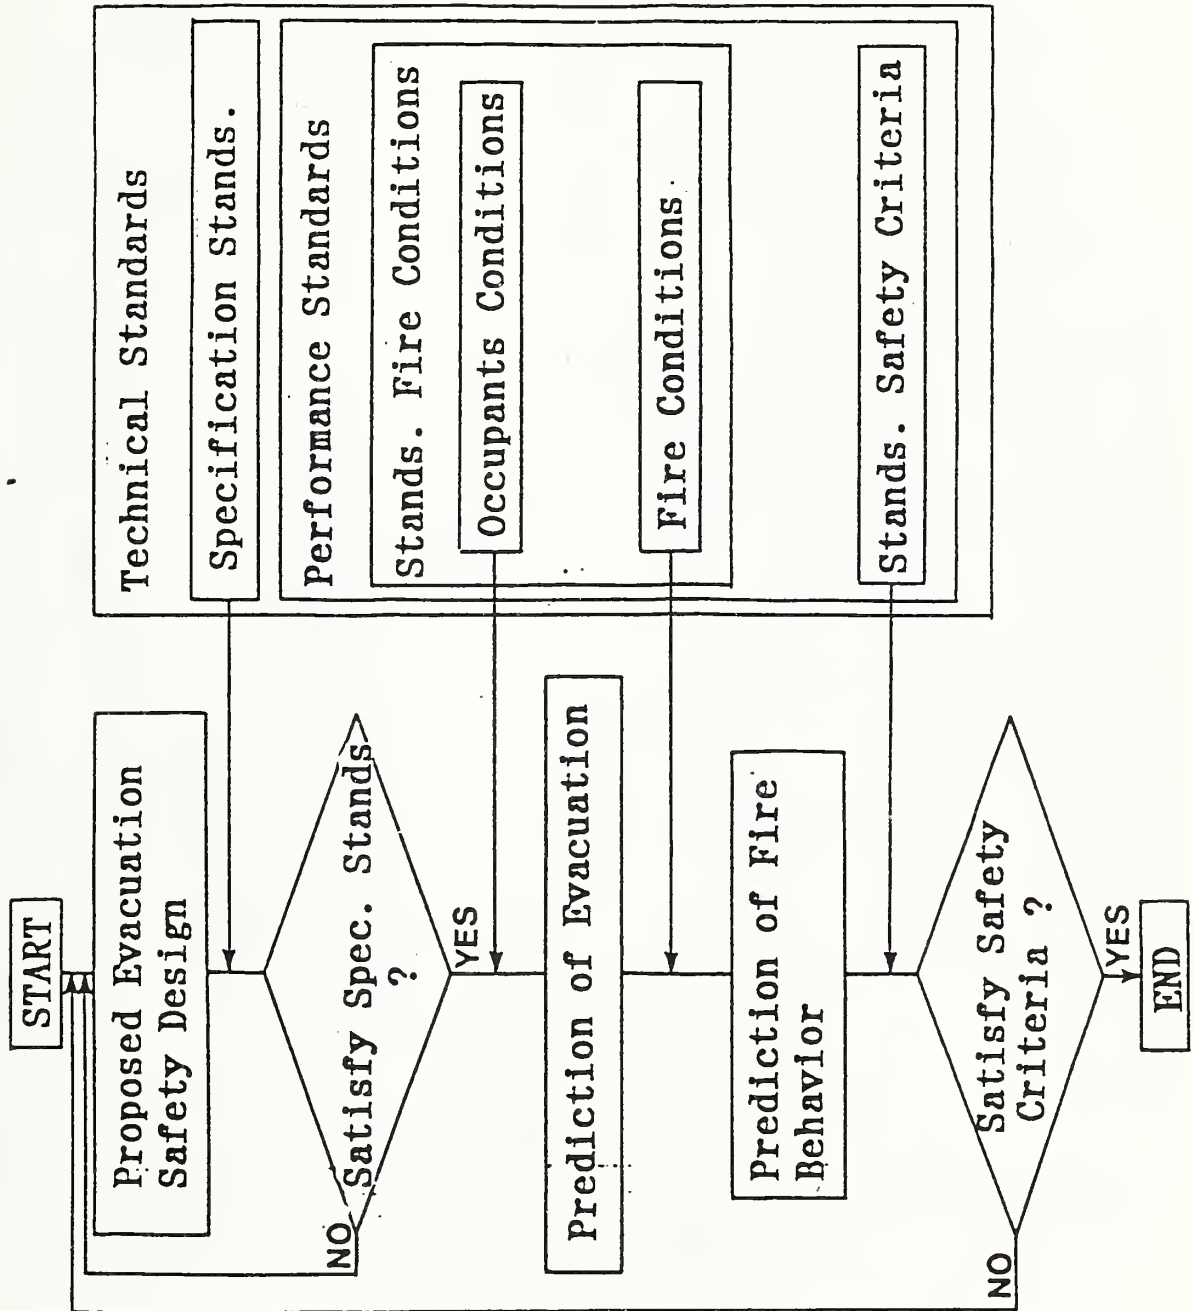 START
Proposed Evacuation
Safety Design
Satisfy Spec. Stands
?
NO
YES
Prediction of Evacuation
Prediction of Fire
Behavior
Satisfy Safety
Criteria ?
NO
YES
END
Technical Standards
Specification Stands.
Performance Standards
Stands. Fire Conditions
Occupants Conditions
Fire Conditions
Stands. Safety Criteria